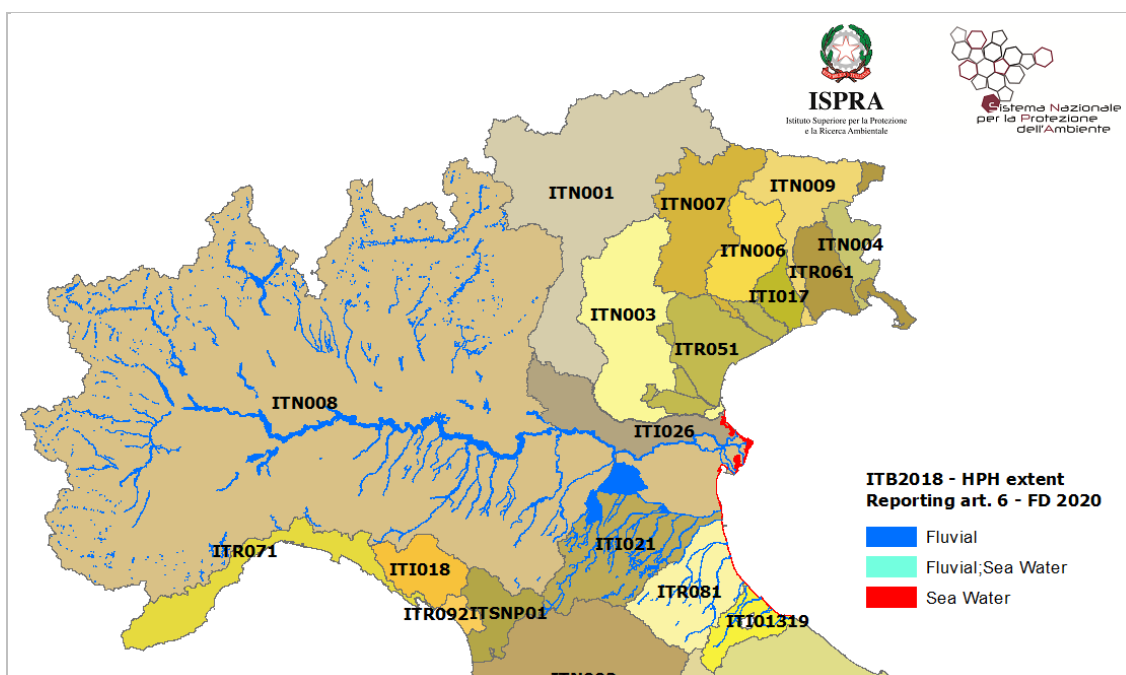 ISPRA
Istituto Superiore per la Protezione
e la Ricerca Ambientale
Sistema Nazionale
per la Protezione
dell'Ambiente
ITN001
ITN009
ITN007
ITN004
ITN006
ITR061
ITI017
ITN003
ITR051
ITN008
ITI026
ITB2018 - HPH extent
Reporting art. 6 - FD 2020
Fluvial
Fluvial;Sea Water
Sea Water
ITR071
ITI021
ITI018
ITR081
ITR092
ITSNP01
ITI01319